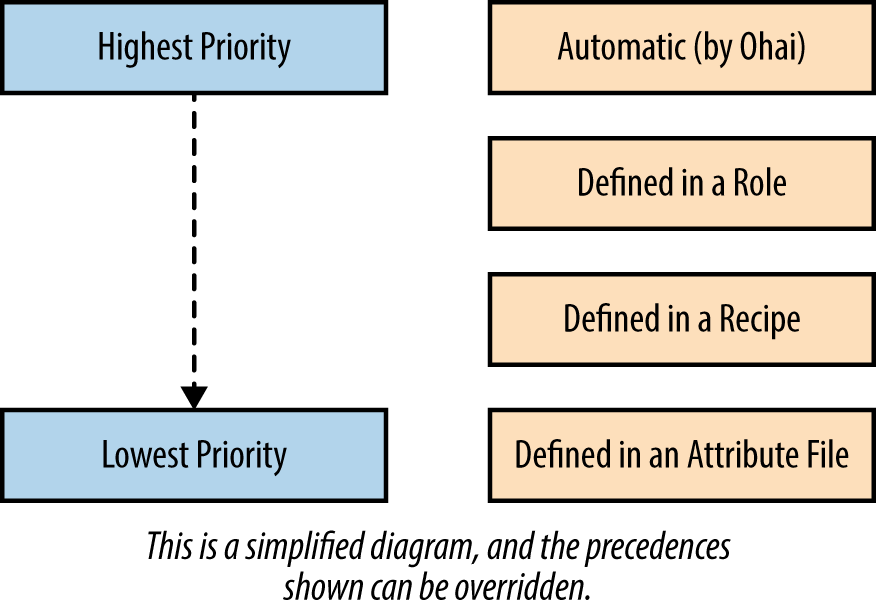 Highest Priority
Automatic (by Ohai)
Defined in a Role
Defined in a Recipe
Lowest Priority
Defined in an Attribute File
This is a simplified diagram, and the precedences
shown can be overridden.